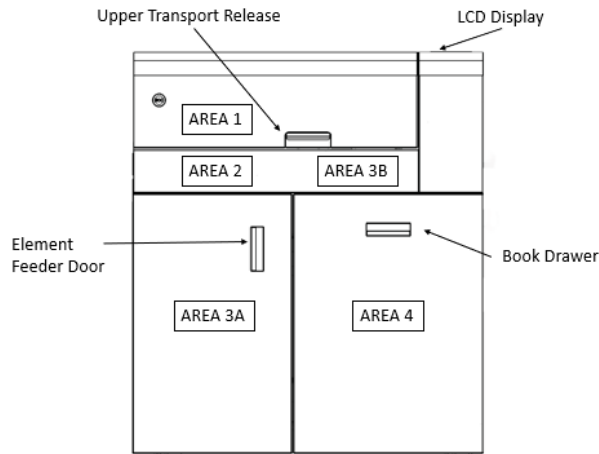 Upper Transport Release
LCD Display
AREA 1
AREA 2
AREA 3B
Element
Feeder Door
Book Drawer
AREA 3A
AREA 4